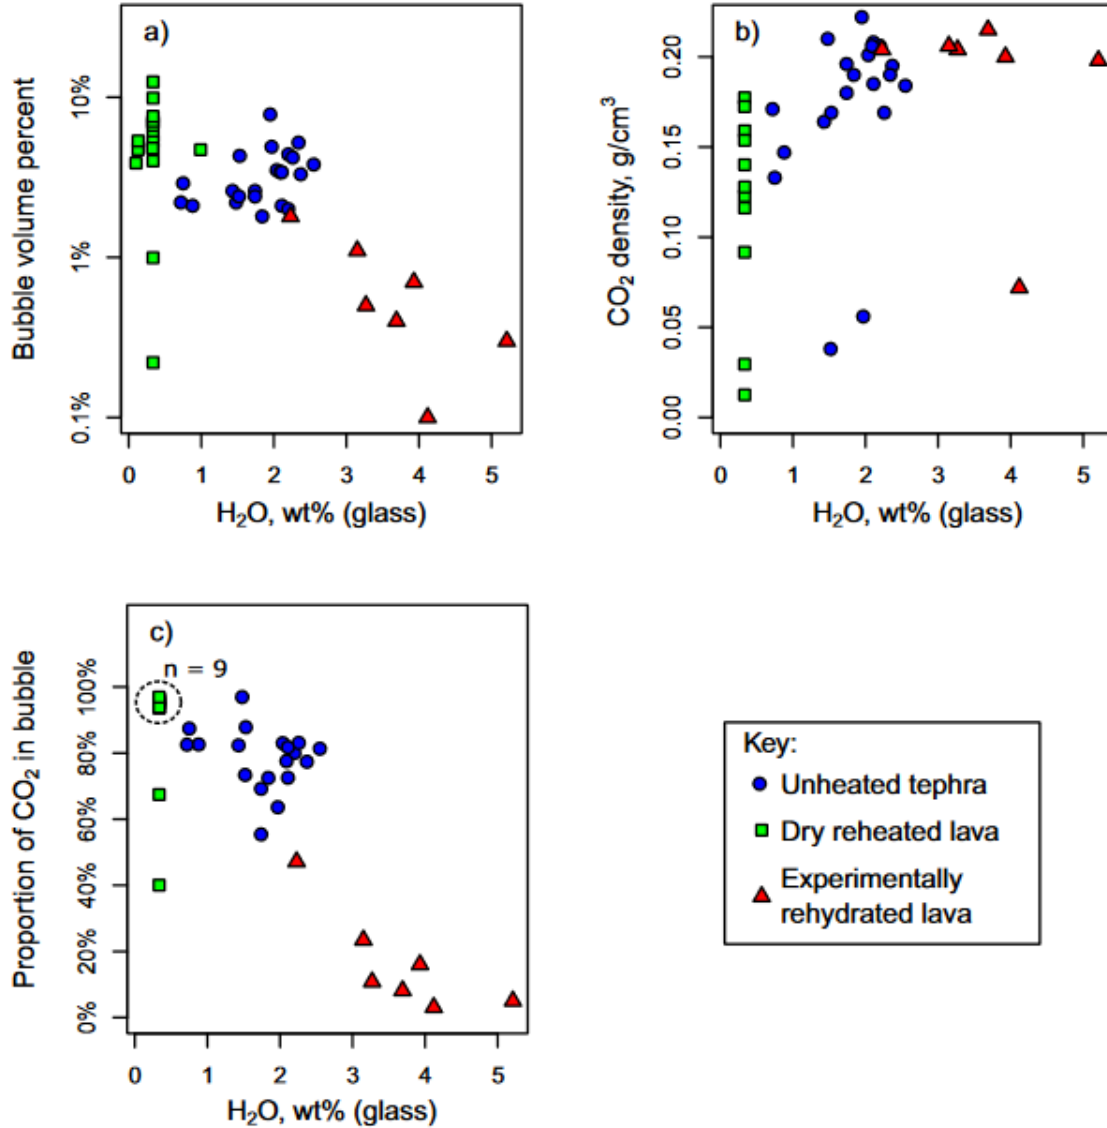 a)
Bubble volume percent
10%
1%
0.1%
0 1 2 3 4 5
H₂O, wt% (glass)
b)
CO₂ density, g/cm³
0.20
0.15
0.10
0.05
0.00
0 1 2 3 4 5
H₂O, wt% (glass)
c)
n = 9
Proportion of CO₂ in bubble
100%
80%
60%
40%
20%
0%
0 1 2 3 4 5
H₂O, wt% (glass)
Key:
Unheated tephra
Dry reheated lava
Experimentally
rehydrated lava